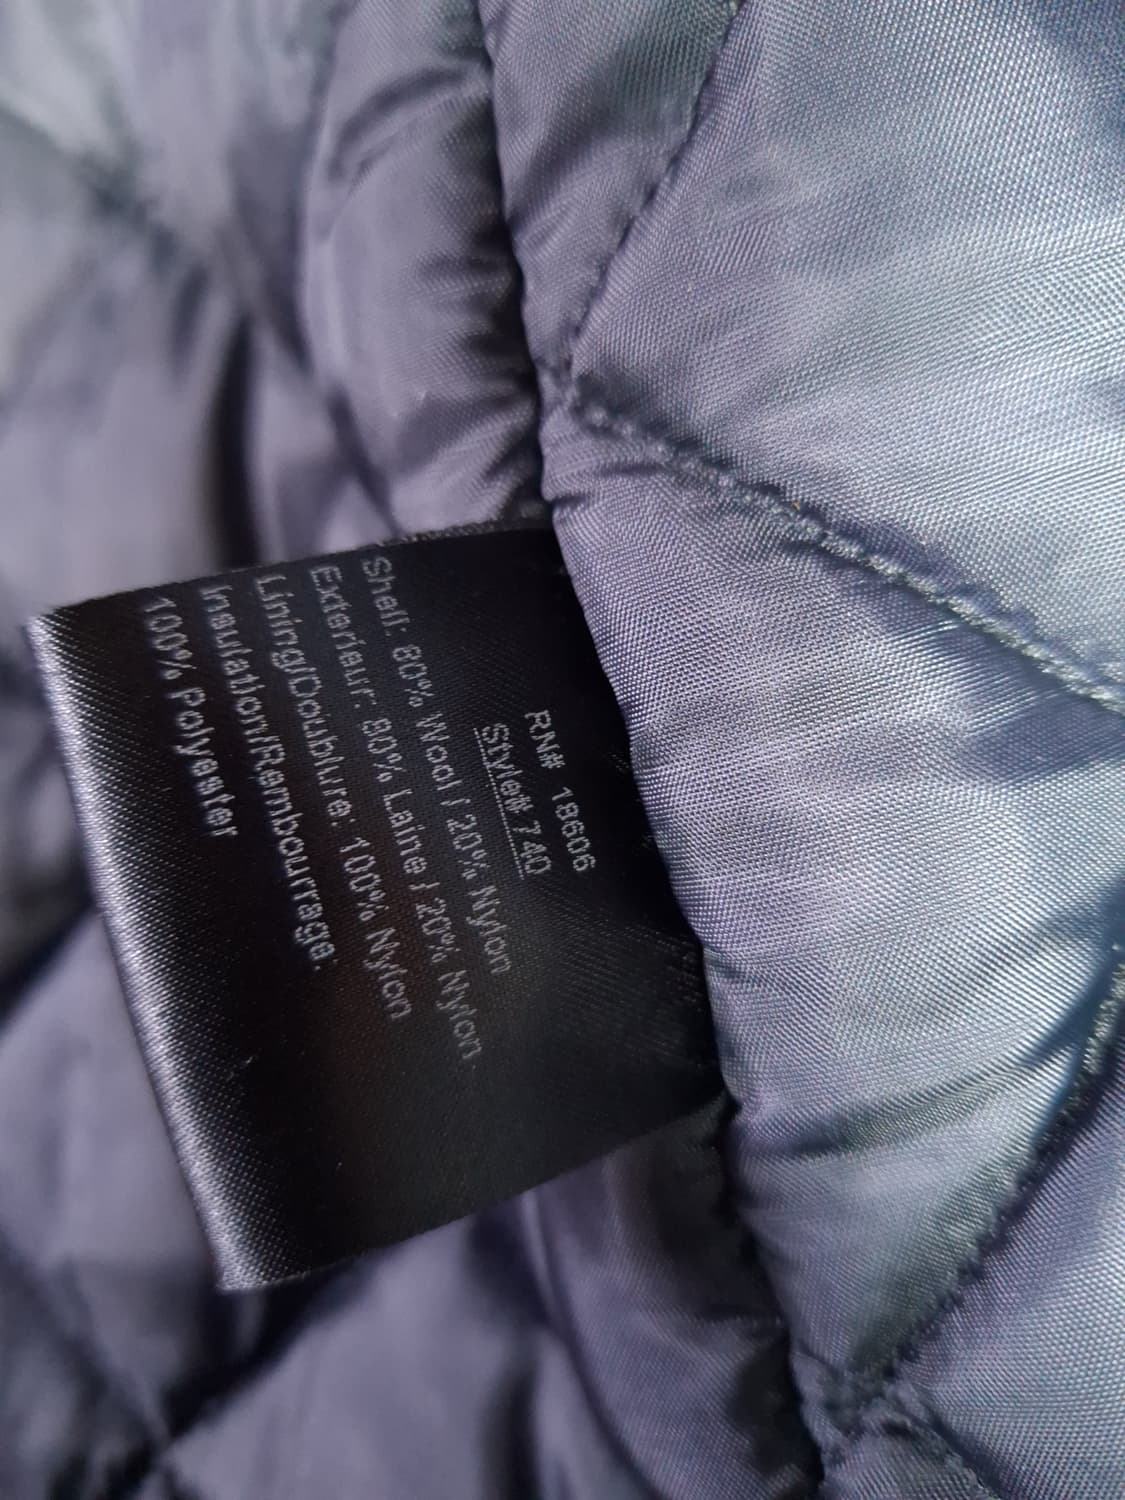 RN# 18606
Style# 740
Shell: 80% Wool / 20% Nylon
Exterieur: 80% Laine / 20% Nylon
Lining/Doublure: 100% Nylon
Insulation/Rembourrage.
100% Polyester